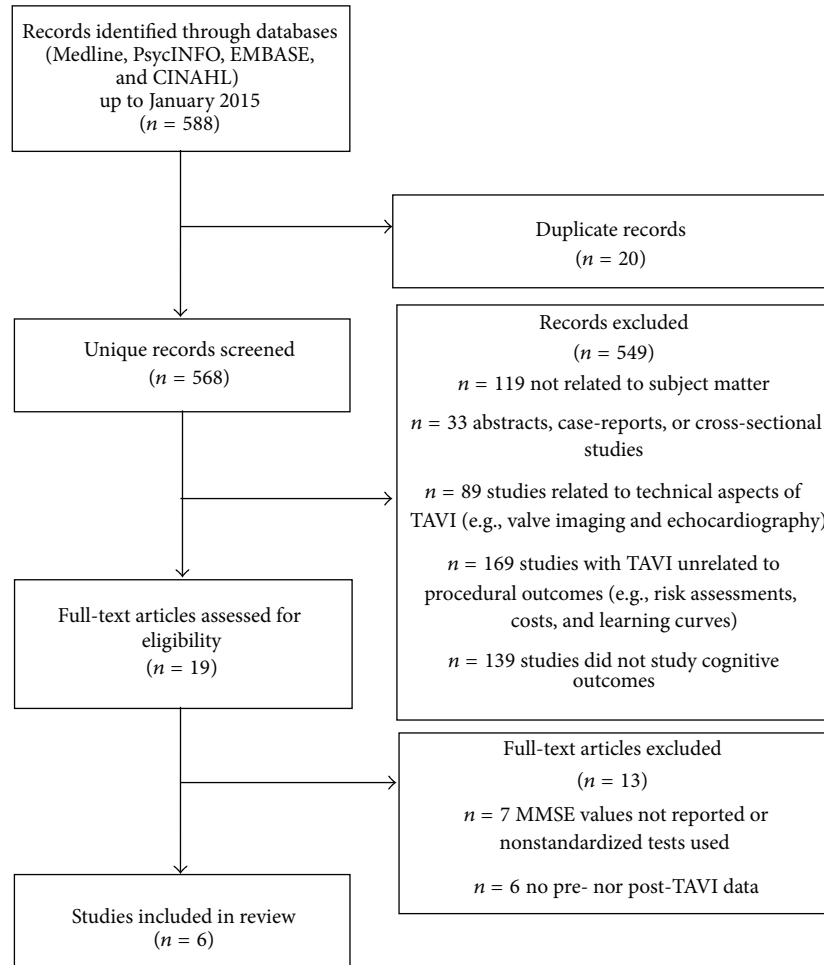 Records identified through databases
(Medline, PsycINFO, EMBASE,
and CINAHL)
up to January 2015
(n = 588)
Duplicate records
(n = 20)
Unique records screened
(n = 568)
Records excluded
(n = 549)
n = 119 not related to subject matter
n = 33 abstracts, case-reports, or cross-sectional
studies
n = 89 studies related to technical aspects of
TAVI (e.g., valve imaging and echocardiography)
n = 169 studies with TAVI unrelated to
procedural outcomes (e.g., risk assessments,
costs, and learning curves)
n = 139 studies did not study cognitive
outcomes
Full-text articles assessed for
eligibility
(n = 19)
Full-text articles excluded
(n = 13)
n = 7 MMSE values not reported or
nonstandardized tests used
n = 6 no pre- nor post-TAVI data
Studies included in review
(n = 6)